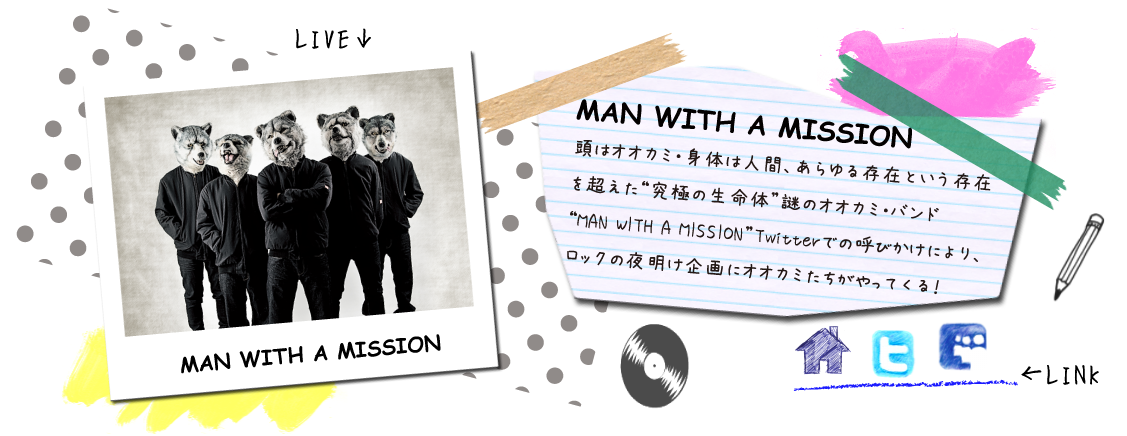 LIVE↓
MAN WITH A MISSION
MAN WITH A MISSION
頭はオオカミ・身体は人間、あらゆる存在という存在
を超えた“究極の生命体”謎のオオカミ・バンド
“MAN WITH A MISSION”Twitterでの呼びかけにより、
ロックの夜明け企画にオオカミたちがやってくる!
←LINK